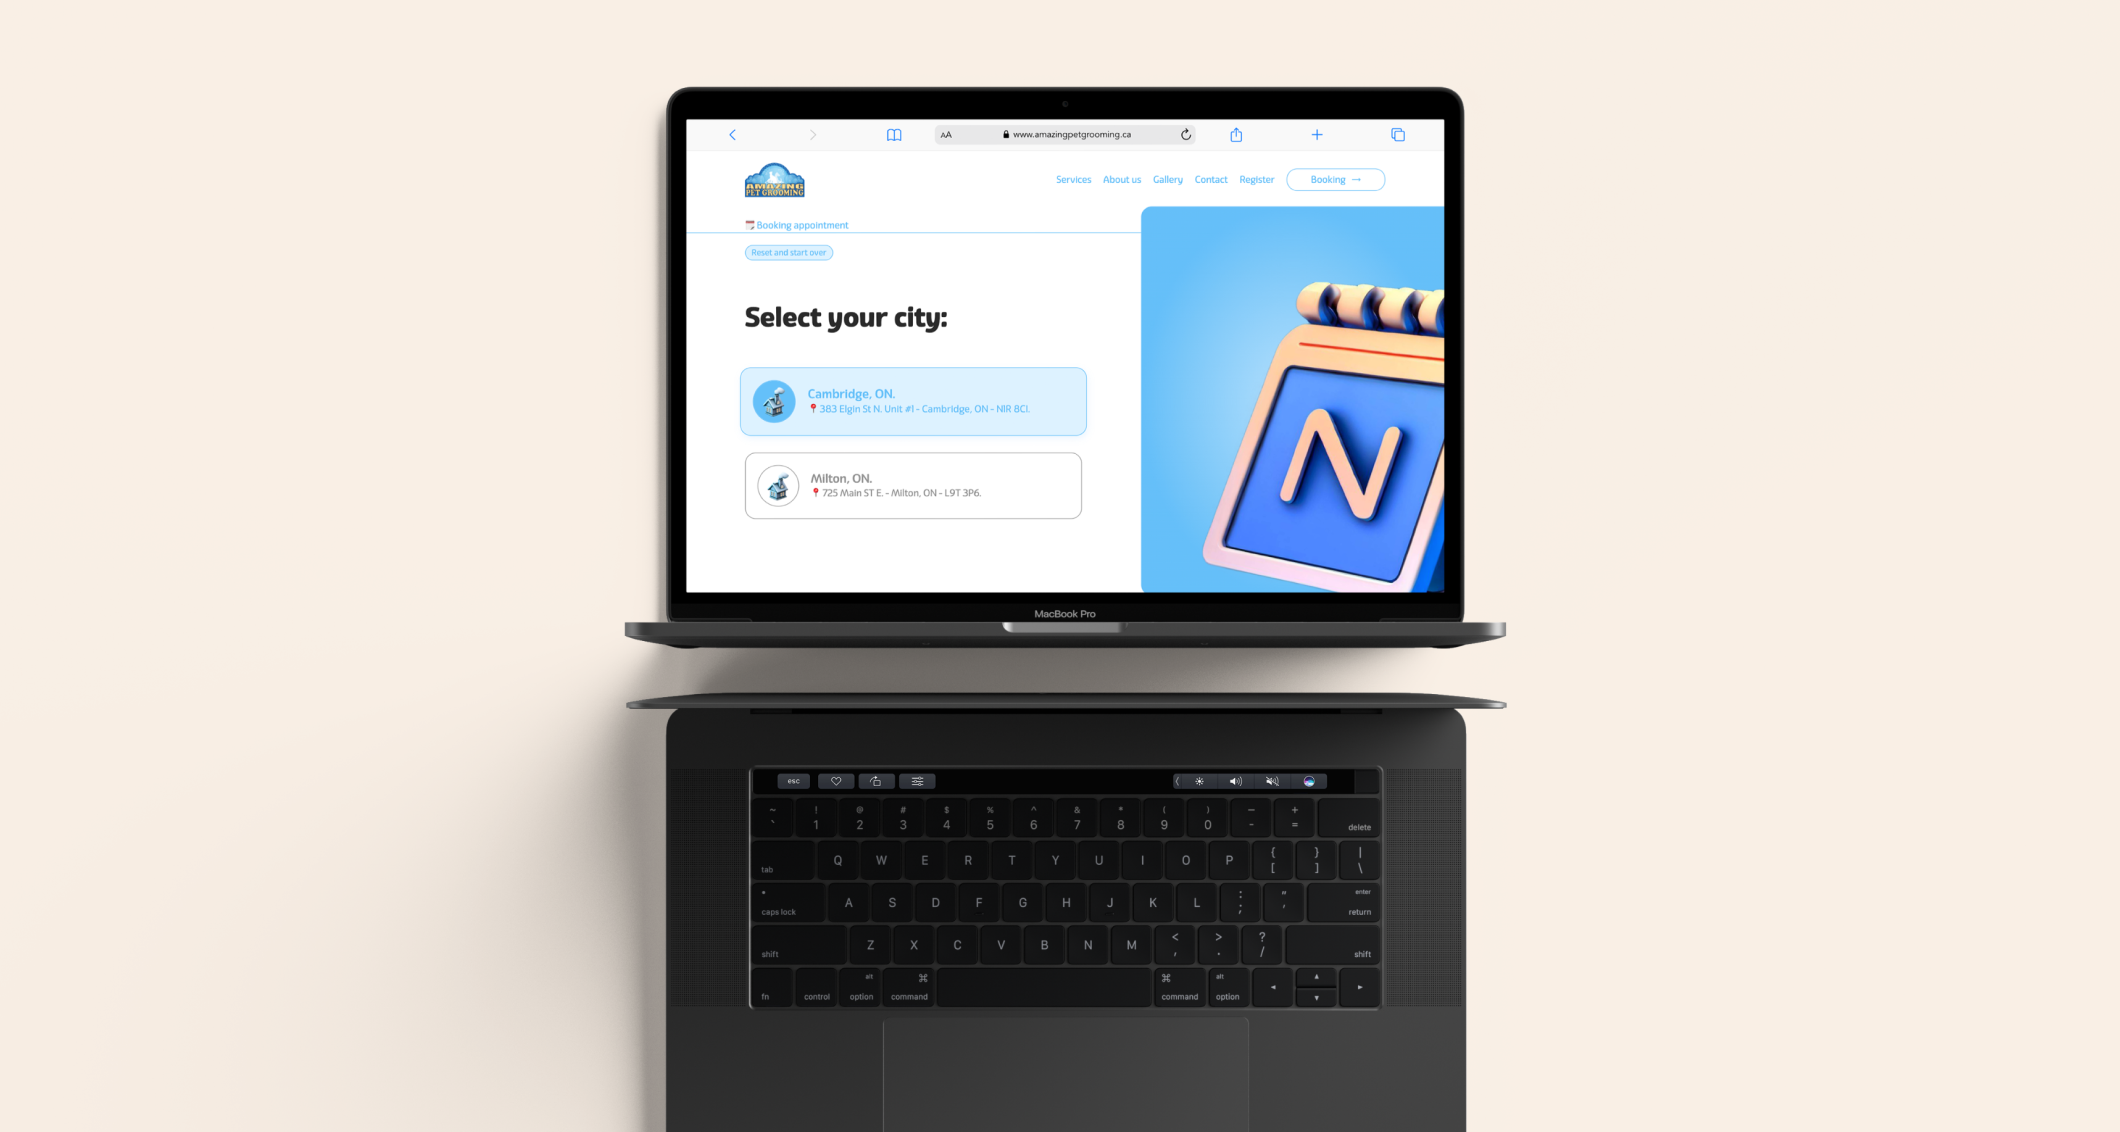 AA
www.amazingpetgrooming.ca
AMAZING
PET GROOMING
Services About us Gallery Contact Register Booking →
Booking appointment
Reset and start over
Select your city:
Cambridge, ON.
383 Elgin St N. Unit #1 - Cambridge, ON - N1R 8C1.
Milton, ON.
725 Main ST E. - Milton, ON - L9T 3P6.
N
MacBook Pro
esc
~ ! @ # $ % ^ & * ( ) — +
` 1 2 3 4 5 6 7 8 9 0 - = delete
tab Q W E R T Y U I O P { [ } ] | \
caps lock A S D F G H J K L : ; " ' enter return
shift Z X C V B N M < , > . ? / shift
fn control alt option ⌘ command ⌘ command alt option